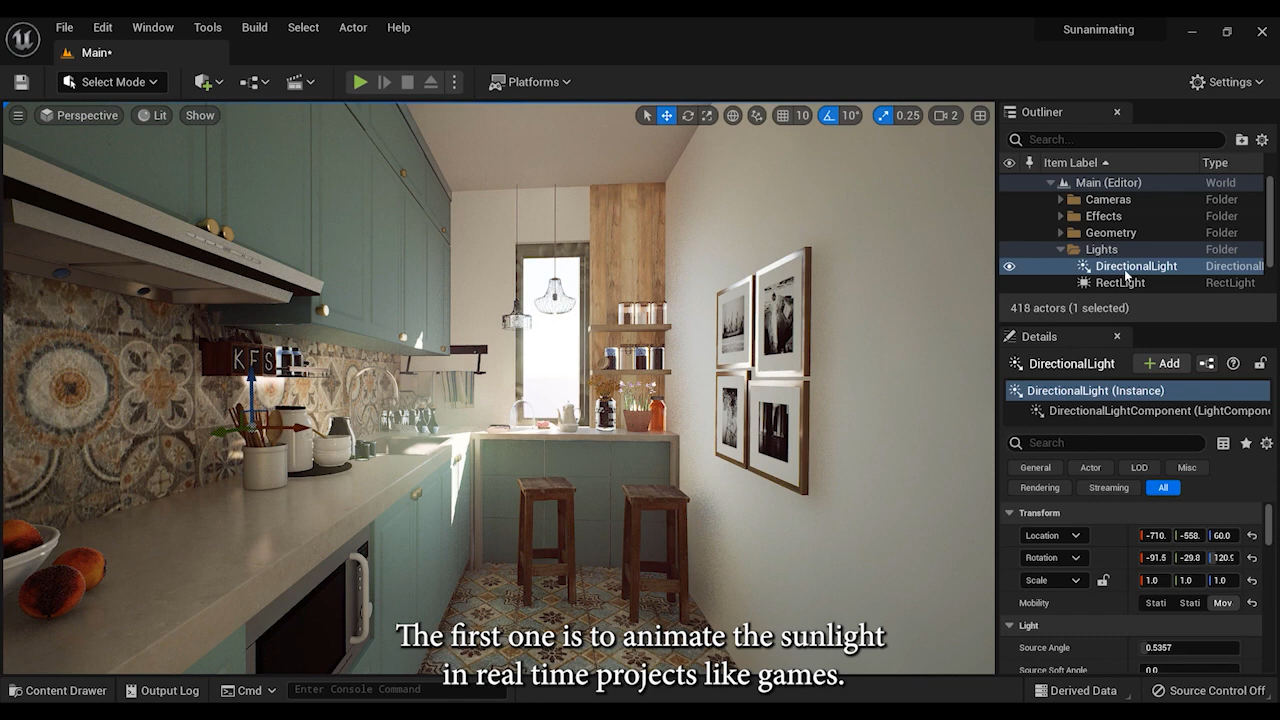 File Edit Window Tools Build Select Actor Help
Sunanimating
Main*
Select Mode
Platforms
Settings
Perspective Lit Show
10 10° 0.25 2
Outliner
Search...
Item Label Type
Main (Editor) World
Cameras Folder
Effects Folder
Geometry Folder
Lights Folder
DirectionalLight Directional
RectLight RectLight
418 actors (1 selected)
Details
DirectionalLight Add
DirectionalLight (Instance)
DirectionalLightComponent (LightCompone
Search
General Actor LOD Misc
Rendering Streaming All
Transform
Location -710. -558. 60.0
Rotation -91.5 -29.8 120.9
Scale 1.0 1.0 1.0
Mobility Stati Stati Mov
Light
Source Angle 0.5357
Source Soft Angle 0.0
KFS
The first one is to animate the sunlight
in real time projects like games.
Content Drawer Output Log Cmd Enter Console Command Derived Data Source Control Off